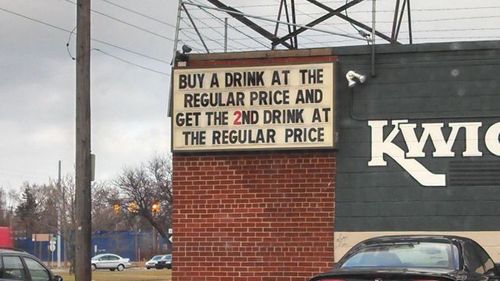 BUY A DRINK AT THE
REGULAR PRICE AND
GET THE 2ND DRINK AT
THE REGULAR PRICE
KWIC